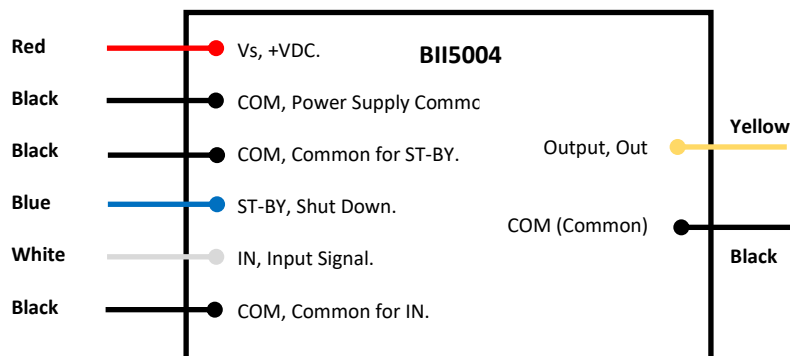 BII5004
Red
Vs, +VDC.
Black
COM, Power Supply Commo
Black
COM, Common for ST-BY.
Blue
ST-BY, Shut Down.
White
IN, Input Signal.
Black
COM, Common for IN.
Output, Out
Yellow
COM (Common)
Black